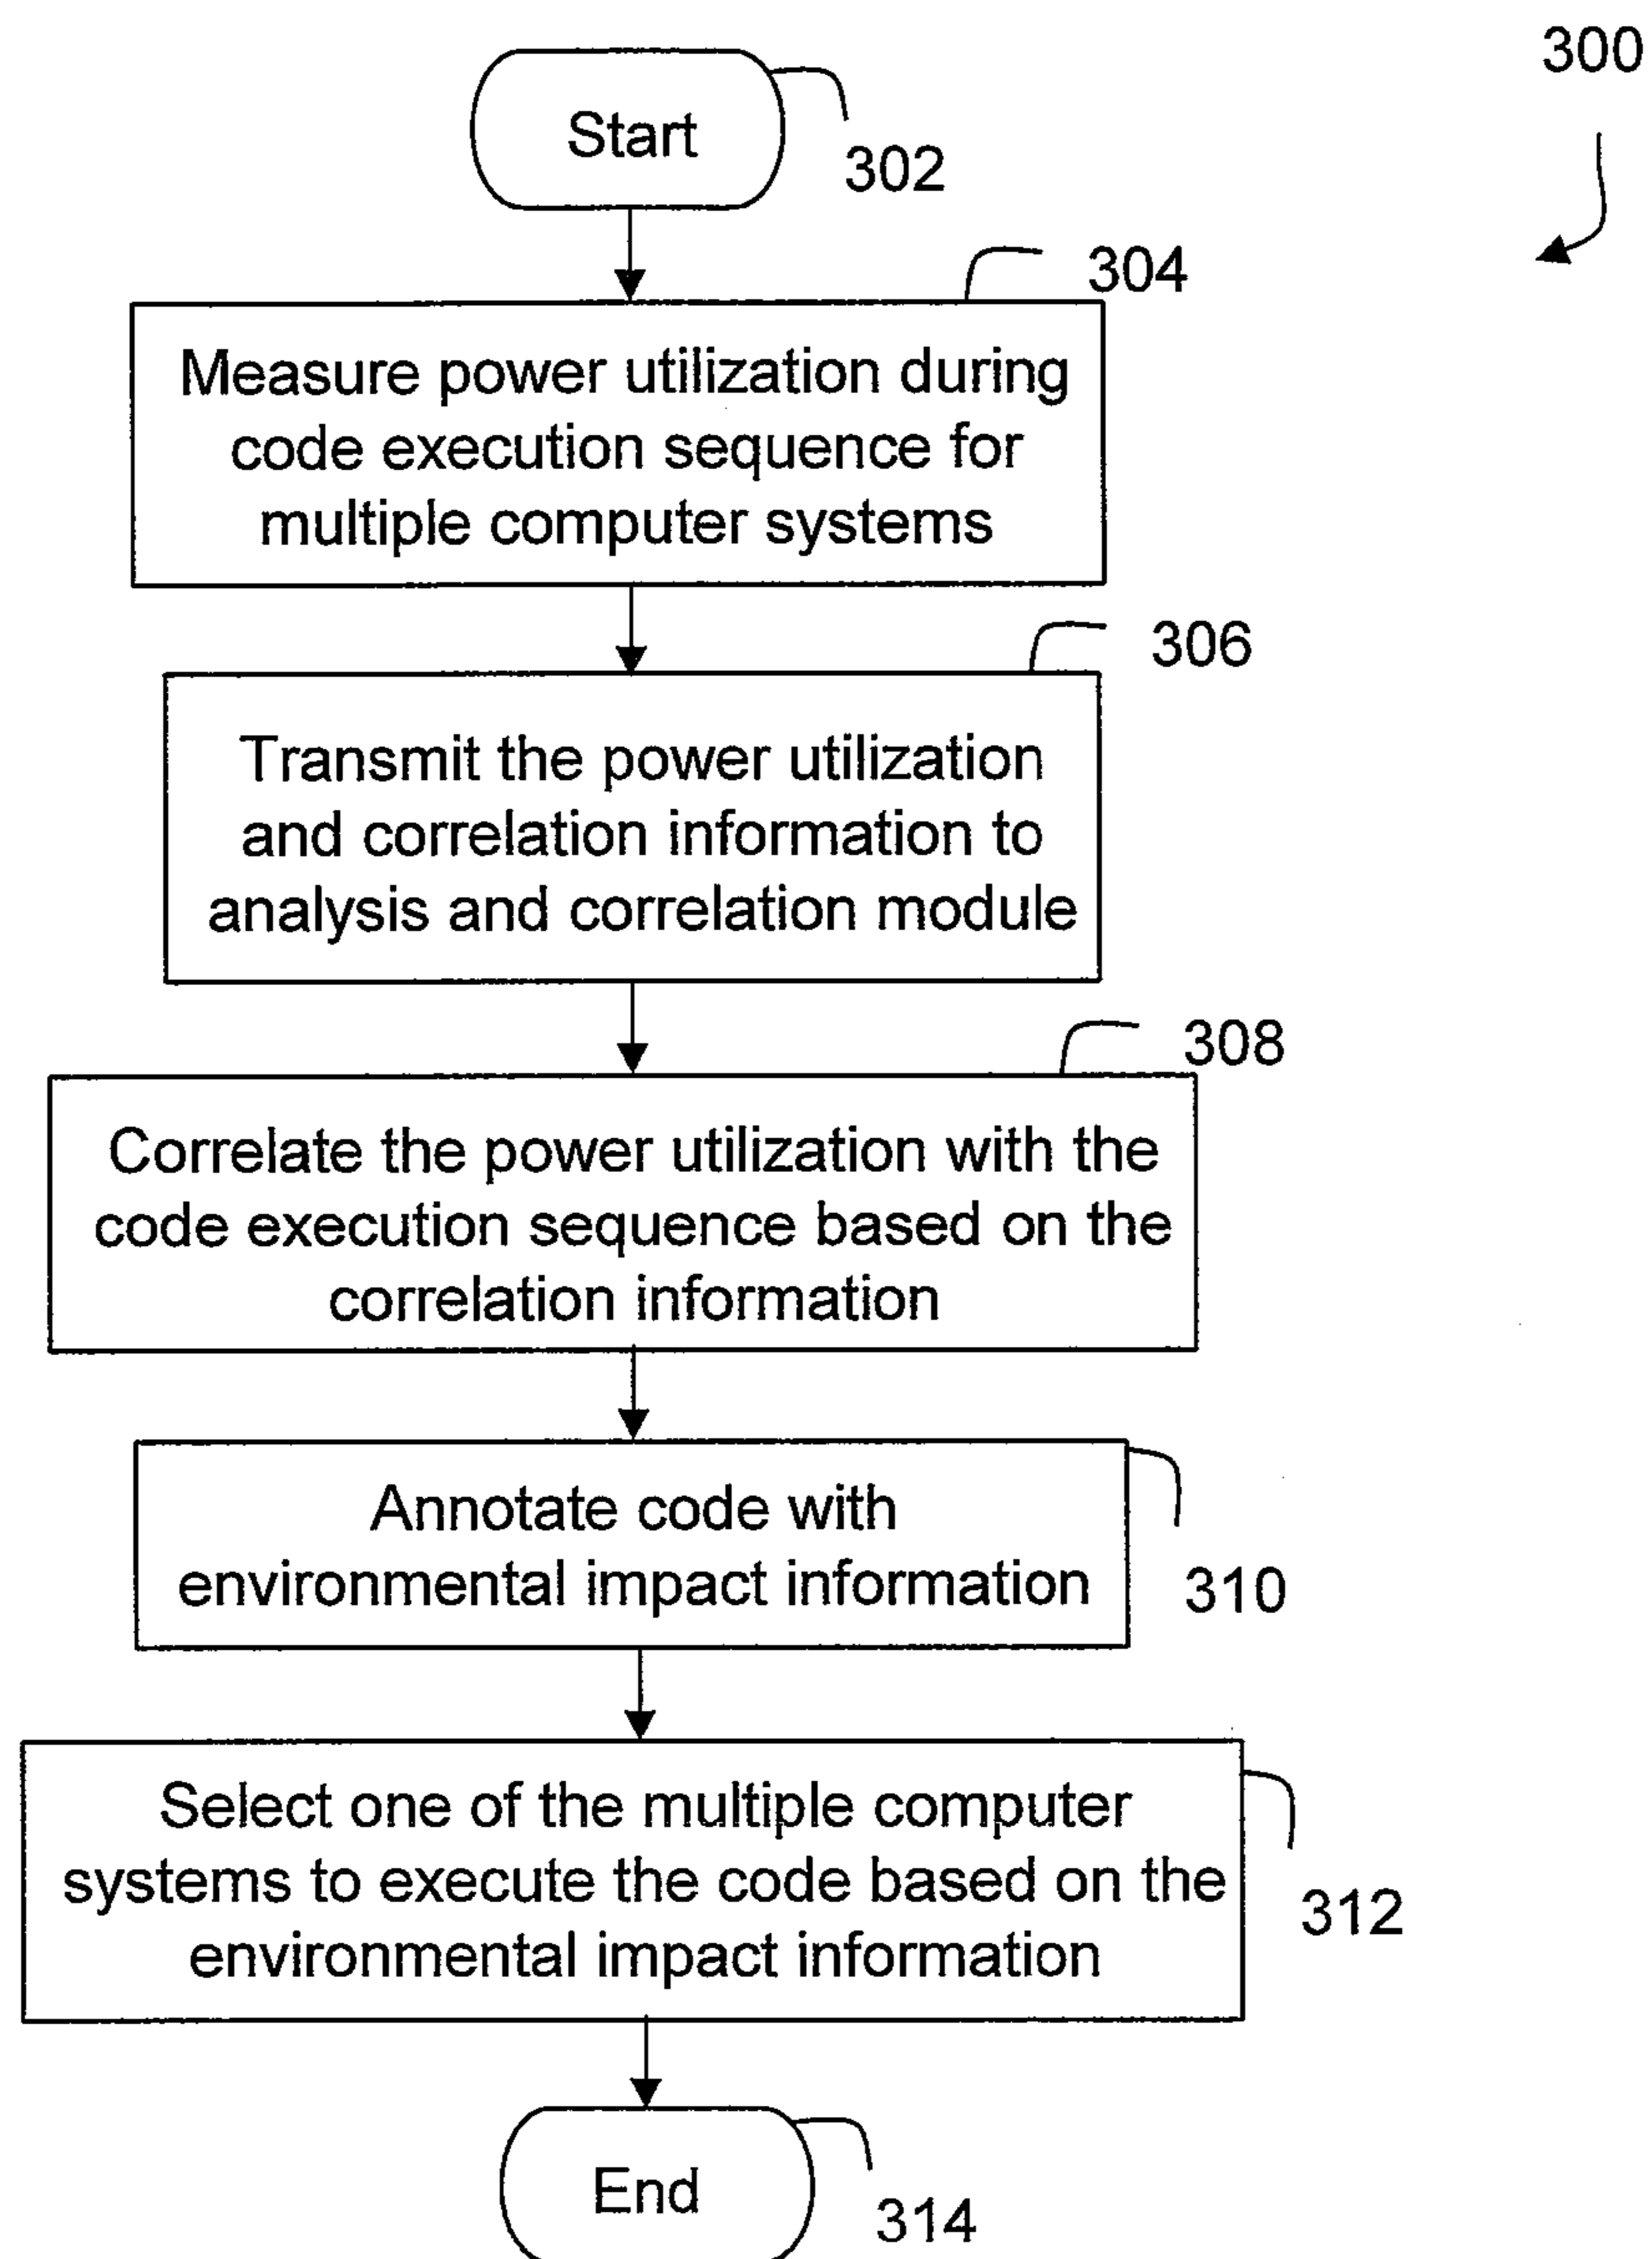 300
Start
302
304
Measure power utilization during
code execution sequence for
multiple computer systems
306
Transmit the power utilization
and correlation information to
analysis and correlation module
308
Correlate the power utilization with the
code execution sequence based on the
correlation information
Annotate code with
environmental impact information
310
Select one of the multiple computer
systems to execute the code based on the
environmental impact information
312
End
314